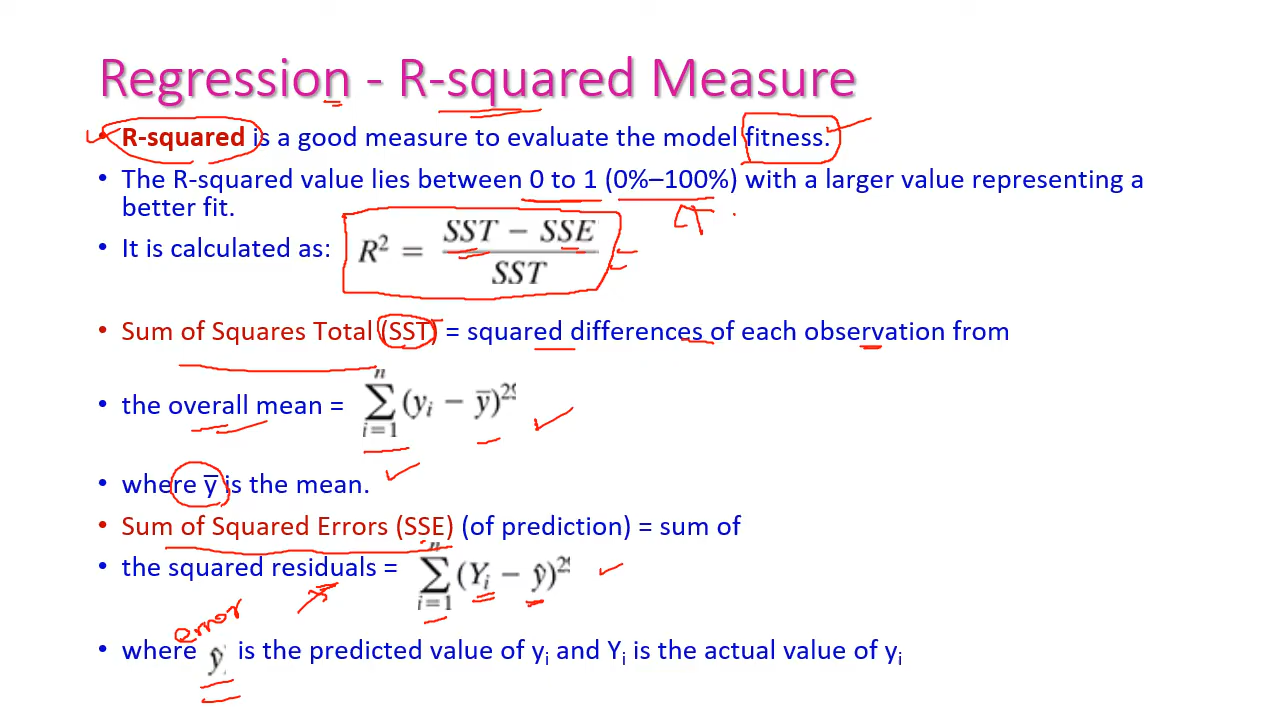 Regression - R-squared Measure
• R-squared is a good measure to evaluate the model fitness.
• The R-squared value lies between 0 to 1 (0%–100%) with a larger value representing a
better fit.
• It is calculated as: R² = (SST − SSE) / SST
• Sum of Squares Total (SST) = squared differences of each observation from
• the overall mean = ∑ i=1 n (yᵢ − y̅)²
• where y̅ is the mean.
• Sum of Squared Errors (SSE) (of prediction) = sum of
• the squared residuals = ∑ i=1 n (Yᵢ − ŷ)²
error
• where ŷ is the predicted value of yᵢ and Yᵢ is the actual value of yᵢ